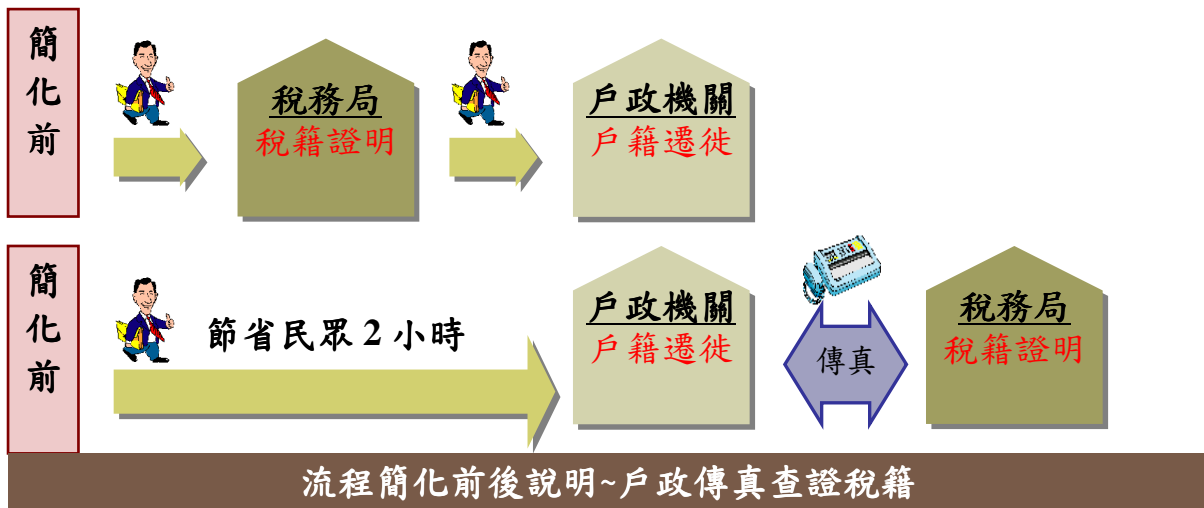 簡化前
稅務局
稅籍證明
戶政機關
戶籍遷徙
簡化前
節省民眾2小時
戶政機關
戶籍遷徙
傳真
稅務局
稅籍證明
流程簡化前後說明~戶政傳真查證稅籍